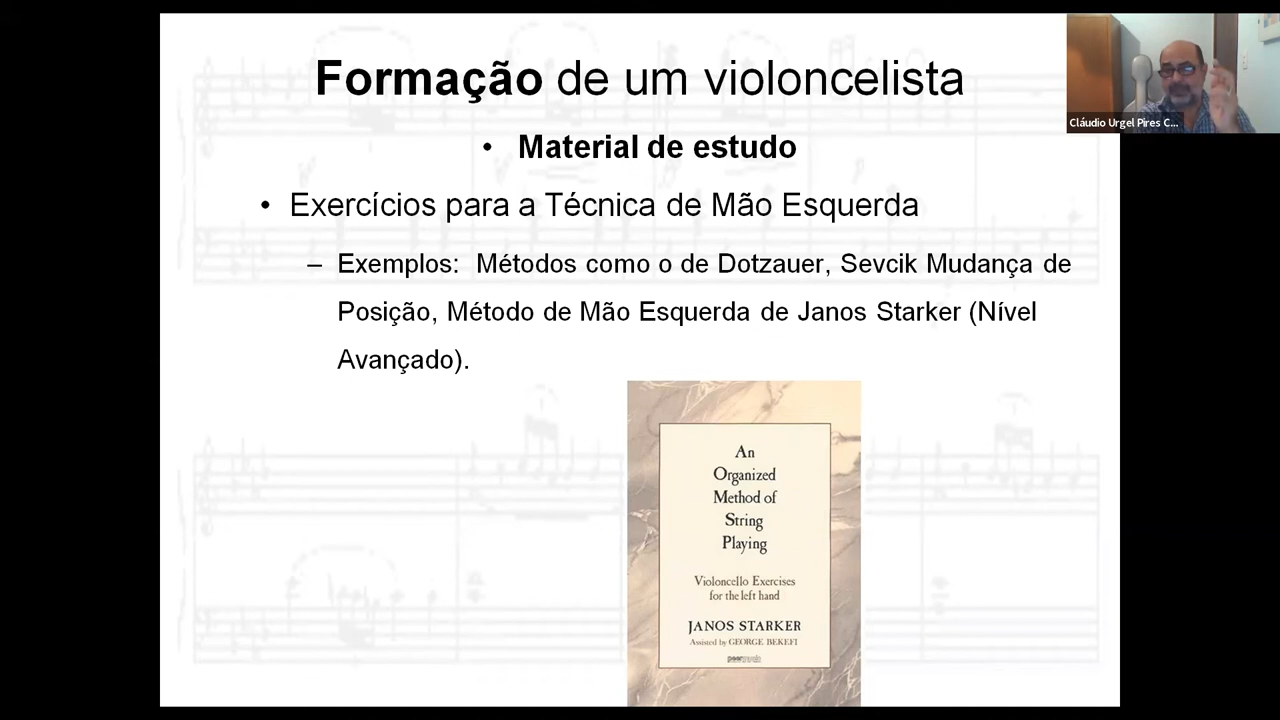 Formação de um violoncelista
Cláudio Urgel Pires C...
• Material de estudo
• Exercícios para a Técnica de Mão Esquerda
– Exemplos: Métodos como o de Dotzauer, Sevcik Mudança de
Posição, Método de Mão Esquerda de Janos Starker (Nível
Avançado).
An
Organized
Method of
String
Playing
Violoncello Exercises
for the left hand
JANOS STARKER
Assisted by GEORGE BEKEFI
peermusic